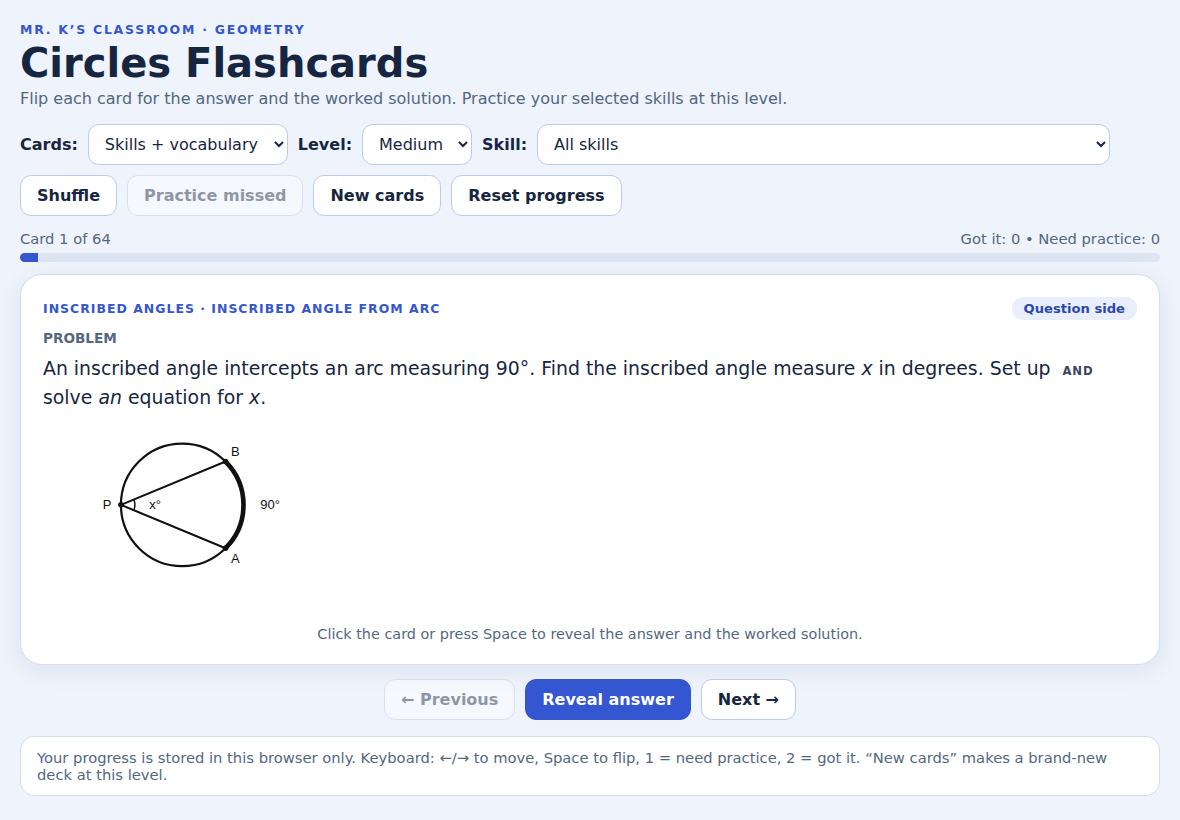 MR. K’S CLASSROOM · GEOMETRY
Circles Flashcards
Flip each card for the answer and the worked solution. Practice your selected skills at this level.
Cards: Skills + vocabulary Level: Medium Skill: All skills
Shuffle Practice missed New cards Reset progress
Card 1 of 64 Got it: 0 • Need practice: 0
INSCRIBED ANGLES · INSCRIBED ANGLE FROM ARC Question side
PROBLEM
An inscribed angle intercepts an arc measuring 90°. Find the inscribed angle measure x in degrees. Set up AND
solve an equation for x.
B
P x° 90°
A
Click the card or press Space to reveal the answer and the worked solution.
← Previous Reveal answer Next →
Your progress is stored in this browser only. Keyboard: ←/→ to move, Space to flip, 1 = need practice, 2 = got it. “New cards” makes a brand-new
deck at this level.